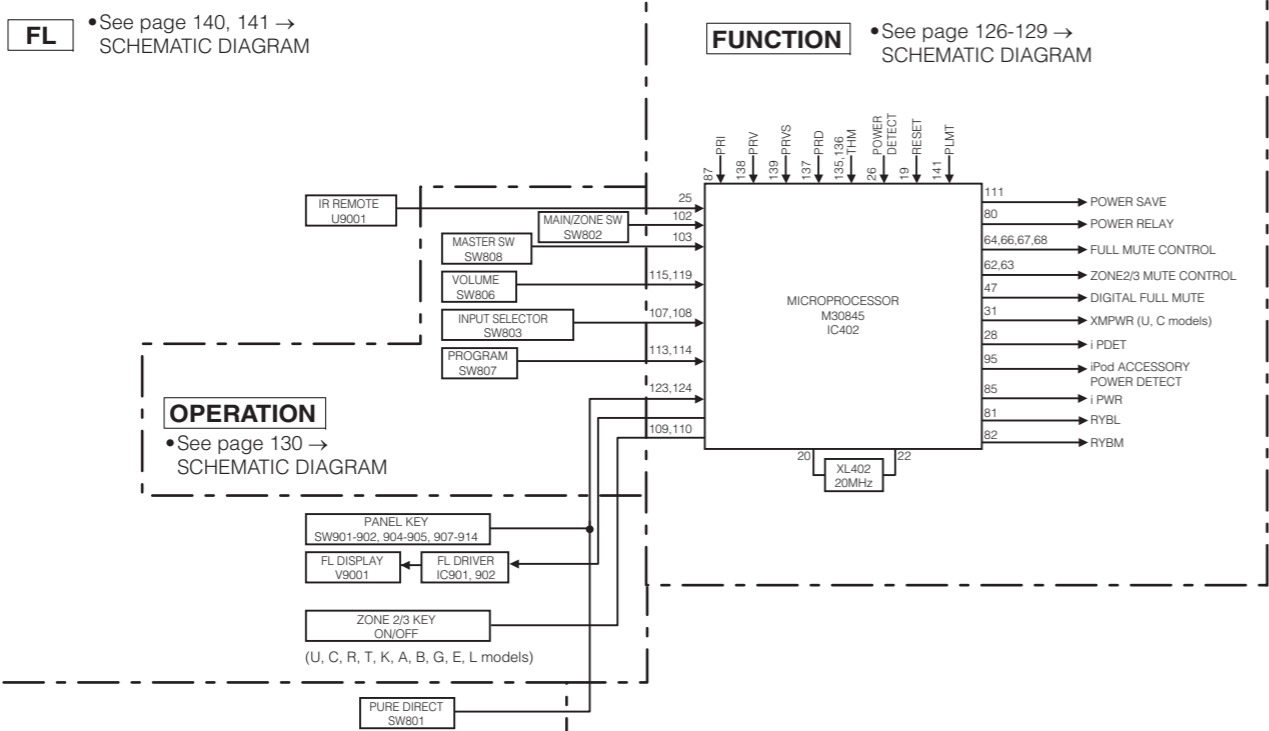 FL
•See page 140, 141 →
SCHEMATIC DIAGRAM
FUNCTION
•See page 126-129 →
SCHEMATIC DIAGRAM
87
PRI
138
PRV
139
PRVS
137
PRD
135,136
THM
26
POWER
DETECT
19
RESET
141
PLMT
IR REMOTE
U9001
25
MAIN/ZONE SW
SW802
102
MASTER SW
SW808
103
VOLUME
SW806
115,119
INPUT SELECTOR
SW803
107,108
PROGRAM
SW807
113,114
123,124
109,110
MICROPROCESSOR
M30845
IC402
111
POWER SAVE
80
POWER RELAY
64,66,67,68
FULL MUTE CONTROL
62,63
ZONE2/3 MUTE CONTROL
47
DIGITAL FULL MUTE
31
XMPWR (U, C models)
28
i PDET
95
iPod ACCESSORY
POWER DETECT
85
i PWR
81
RYBL
82
RYBM
20
22
XL402
20MHz
OPERATION
•See page 130 →
SCHEMATIC DIAGRAM
PANEL KEY
SW901-902, 904-905, 907-914
FL DISPLAY
V9001
FL DRIVER
IC901, 902
ZONE 2/3 KEY
ON/OFF
(U, C, R, T, K, A, B, G, E, L models)
PURE DIRECT
SW801